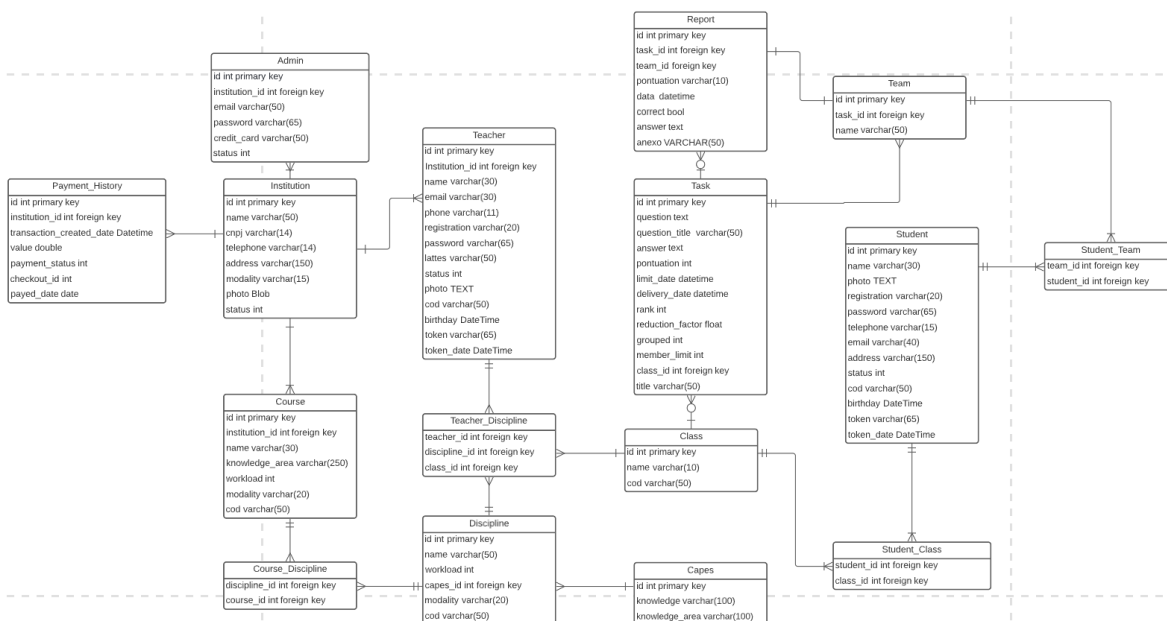 Report
id int primary key
task_id int foreign key
team_id foreign key
pontuation varchar(10)
data datetime
correct bool
answer text
anexo VARCHAR(50)
Admin
id int primary key
institution_id int foreign key
email varchar(50)
password varchar(65)
credit_card varchar(50)
status int
Team
id int primary key
task_id int foreign key
name varchar(50)
Teacher
id int primary key
Institution_id int foreign key
name varchar(30)
email varchar(30)
phone varchar(11)
registration varchar(20)
password varchar(65)
lattes varchar(50)
status int
photo TEXT
cod varchar(50)
birthday DateTime
token varchar(65)
token_date DateTime
Payment_History
id int primary key
institution_id int foreign key
transaction_created_date Datetime
value double
payment_status int
checkout_id int
payed_date date
Institution
id int primary key
name varchar(50)
cnpj varchar(14)
telephone varchar(14)
address varchar(150)
modality varchar(15)
photo Blob
status int
Task
id int primary key
question text
question_title varchar(50)
answer text
pontuation int
limit_date datetime
delivery_date datetime
rank int
reduction_factor float
grouped int
member_limit int
class_id int foreign key
title varchar(50)
Student
id int primary key
name varchar(30)
photo TEXT
registration varchar(20)
password varchar(65)
telephone varchar(15)
email varchar(40)
address varchar(150)
status int
cod varchar(50)
birthday DateTime
token varchar(65)
token_date DateTime
Student_Team
team_id int foreign key
student_id int foreign key
Course
id int primary key
institution_id int foreign key
name varchar(30)
knowledge_area varchar(250)
workload int
modality varchar(20)
cod varchar(50)
Teacher_Discipline
teacher_id int foreign key
discipline_id int foreign key
class_id int foreign key
Class
id int primary key
name varchar(10)
cod varchar(50)
Discipline
id int primary key
name varchar(50)
workload int
capes_id int foreign key
modality varchar(20)
cod varchar(50)
Student_Class
student_id int foreign key
class_id int foreign key
Course_Discipline
discipline_id int foreign key
course_id int foreign key
Capes
id int primary key
knowledge varchar(100)
knowledge_area varchar(100)